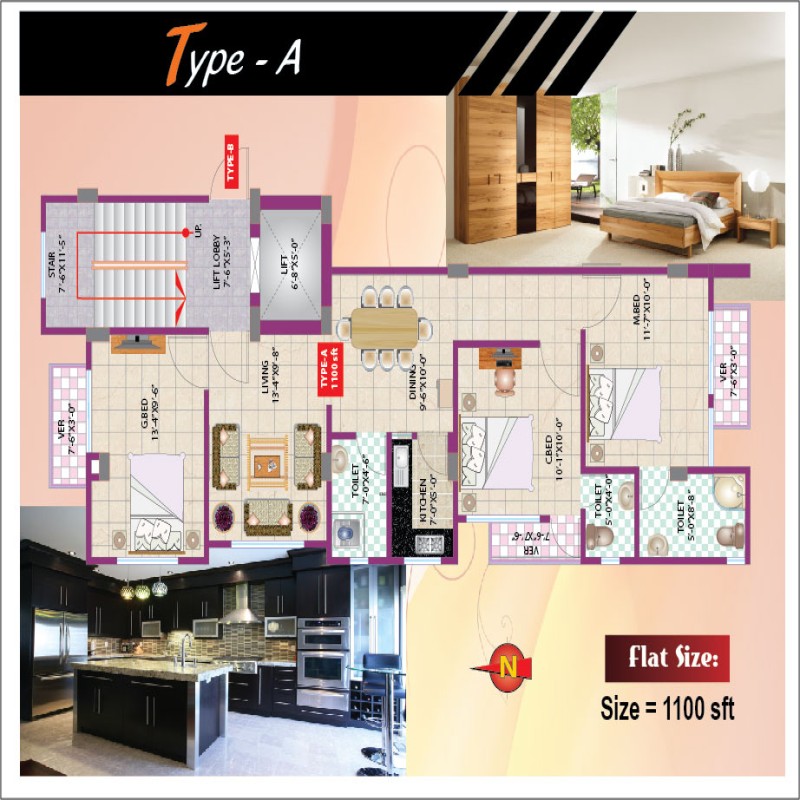 Type - A
TYPE-B
UP.
STAIR
7'-6"X11'-5"
LIFT LOBBY
7'-6"X5'-3"
LIFT
6'-8"X5'-0"
VER
7'-6"X3'-0"
G.BED
13'-4"X9'-6"
LIVING
13'-4"X9'-8"
TYPE-A
1100 sft
DINING
9'-6"X10'-0"
M.BED
11'-7"X10'-0"
VER
7'-6"X3'-0"
C.BED
10'-1"X10'-0"
TOILET
7'-0"X4'-6"
KITCHEN
7'-0"X5'-0"
VER
7'-6"X1'-6"
TOILET
5'-0"X4'-0"
TOILET
5'-0"X8'-8"
N
Flat Size:
Size = 1100 sft